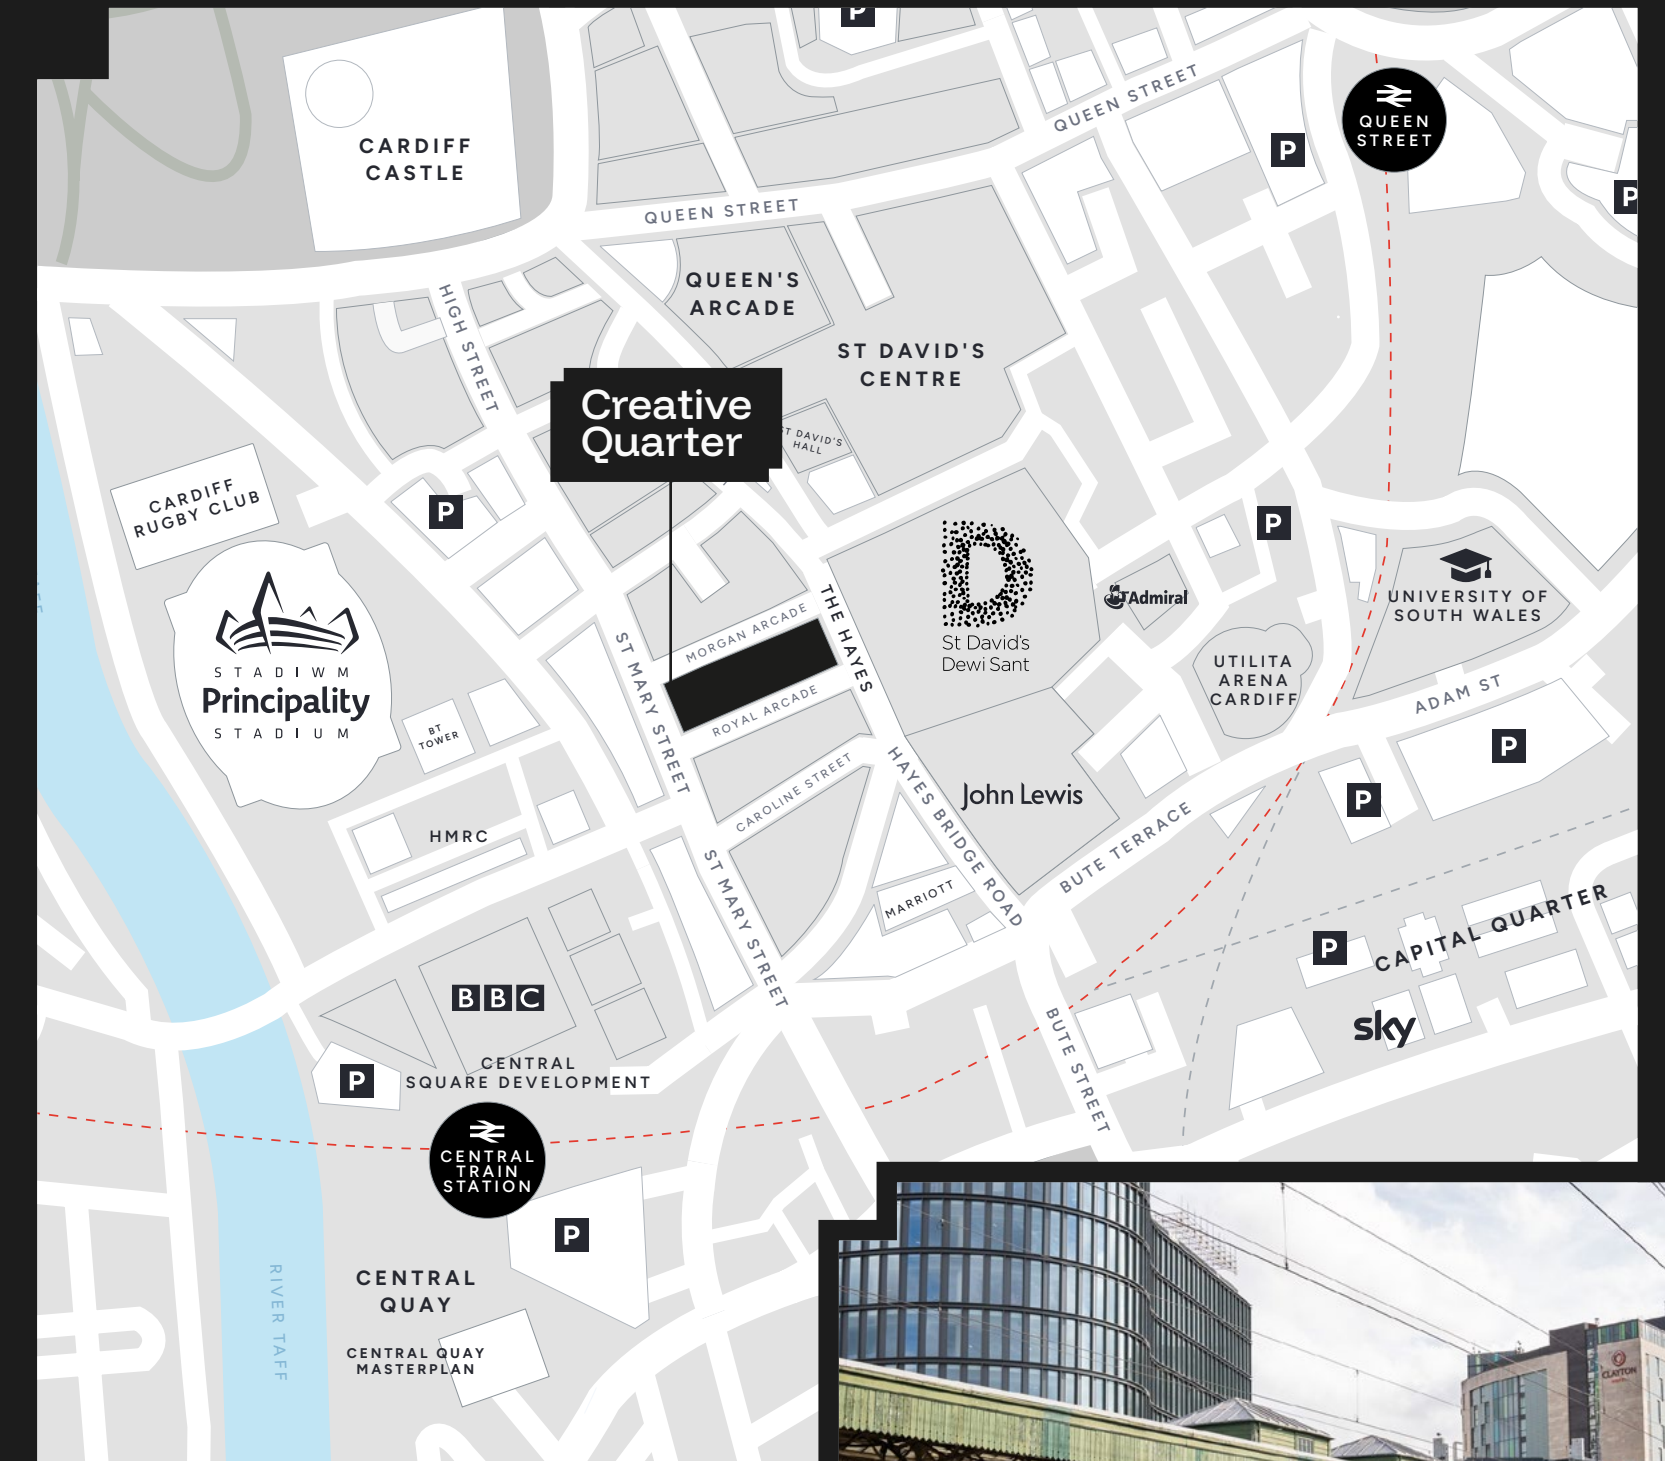 P
QUEEN STREET
QUEEN
STREET
P
P
CARDIFF
CASTLE
QUEEN STREET
QUEEN'S
ARCADE
HIGH STREET
ST DAVID'S
CENTRE
Creative
Quarter
ST DAVID'S
HALL
CARDIFF
RUGBY CLUB
P
P
St David's
Dewi Sant
Admiral
UNIVERSITY OF
SOUTH WALES
STADIWM
Principality
STADIUM
MORGAN ARCADE
THE HAYES
ROYAL ARCADE
ST MARY STREET
UTILITA
ARENA
CARDIFF
ADAM ST
P
P
BT
TOWER
CAROLINE STREET
HAYES BRIDGE ROAD
John Lewis
BUTE TERRACE
HMRC
ST MARY STREET
MARRIOTT
CAPITAL QUARTER
P
BBC
sky
BUTE STREET
CENTRAL
SQUARE DEVELOPMENT
P
CENTRAL
TRAIN
STATION
P
RIVER TAFF
CENTRAL
QUAY
CENTRAL QUAY
MASTERPLAN
CLAYTON